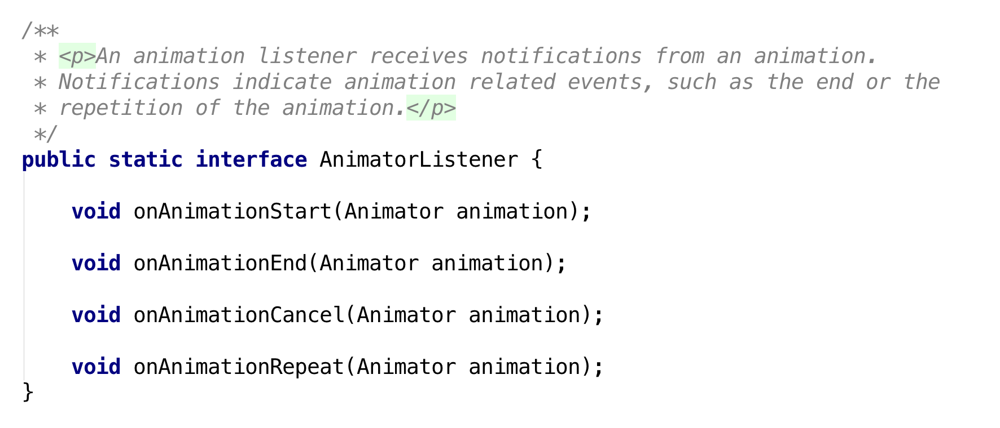 /**
 * <p>An animation listener receives notifications from an animation.
 * Notifications indicate animation related events, such as the end or the
 * repetition of the animation.</p>
 */
public static interface AnimatorListener {
    void onAnimationStart(Animator animation);
    void onAnimationEnd(Animator animation);
    void onAnimationCancel(Animator animation);
    void onAnimationRepeat(Animator animation);
}